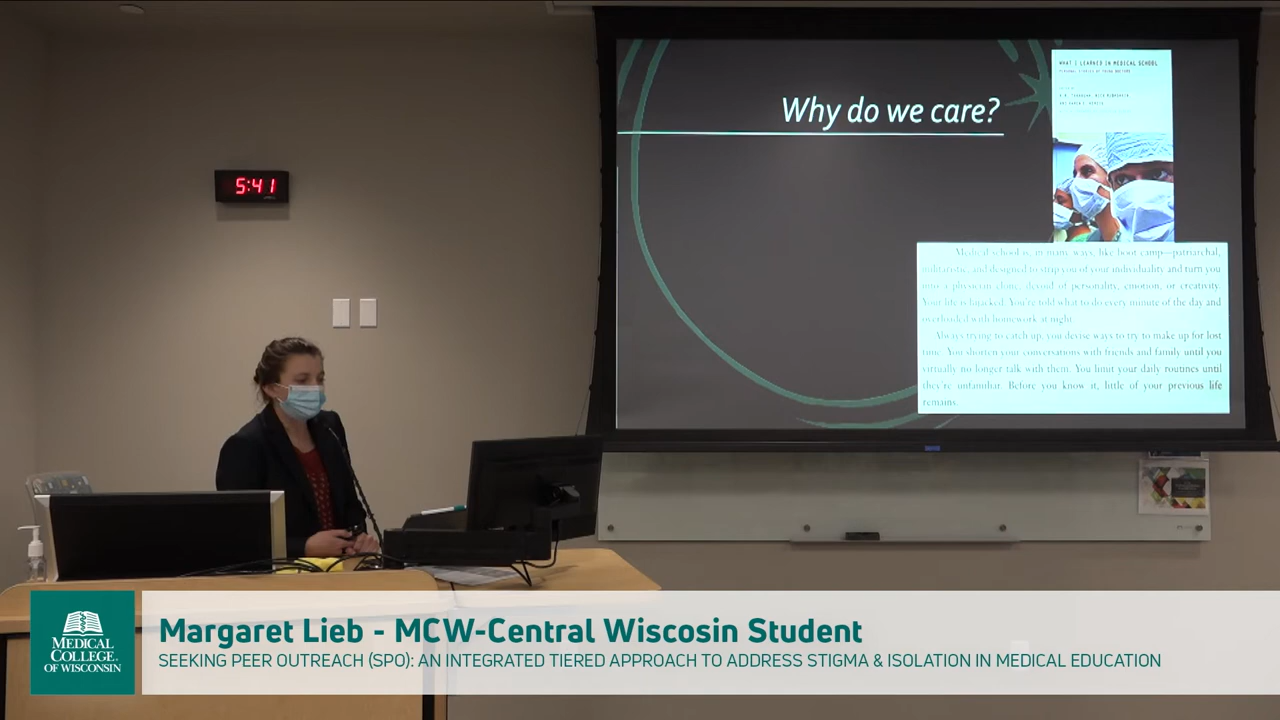 5:41
Why do we care?
WHAT I LEARNED IN MEDICAL SCHOOL
PERSONAL STORIES OF YOUNG DOCTORS
Medical school is, in many ways, like boot camp—patriarchal,
militaristic, and designed to strip you of your individuality and turn you
into a physician clone, devoid of personality, emotion, or creativity.
Your life is hijacked. You're told what to do every minute of the day and
overloaded with homework at night.
Always trying to catch up, you devise ways to try to make up for lost
time. You shorten your conversations with friends and family until you
virtually no longer talk with them. You limit your daily routines until
they're unfamiliar. Before you know it, little of your previous life
remains.
MEDICAL
COLLEGE
OF WISCONSIN
Margaret Lieb - MCW-Central Wiscosin Student
SEEKING PEER OUTREACH (SPO): AN INTEGRATED TIERED APPROACH TO ADDRESS STIGMA & ISOLATION IN MEDICAL EDUCATION